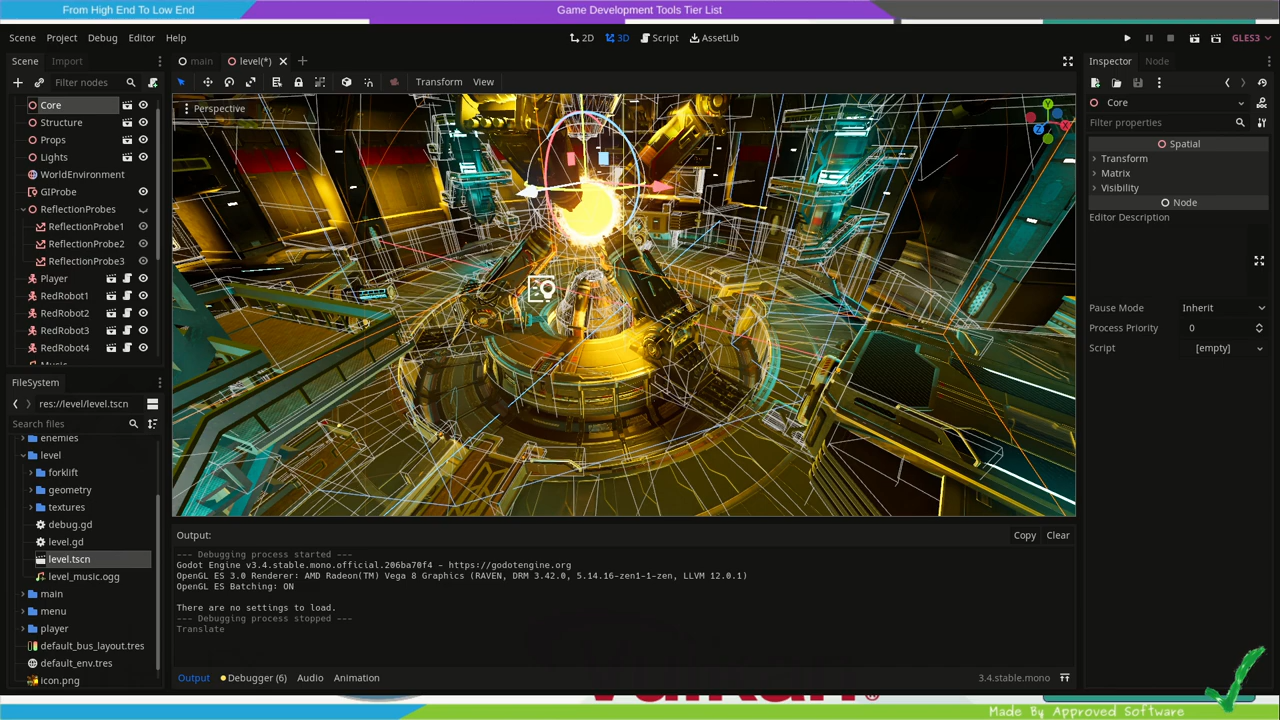 From High End To Low End
Game Development Tools Tier List
Scene Project Debug Editor Help
2D 3D Script AssetLib
GLES3
Scene Import
main level(*)
Inspector Node
Filter nodes
Transform View
Core
Structure
Props
Lights
WorldEnvironment
GIProbe
ReflectionProbes
ReflectionProbe1
ReflectionProbe2
ReflectionProbe3
Player
RedRobot1
RedRobot2
RedRobot3
RedRobot4
Perspective
Y
X
Z
Core
Filter properties
Spatial
Transform
Matrix
Visibility
Node
Editor Description
Pause Mode Inherit
Process Priority 0
Script [empty]
FileSystem
res://level/level.tscn
Search files
enemies
level
forklift
geometry
textures
debug.gd
level.gd
level.tscn
level_music.ogg
main
menu
player
default_bus_layout.tres
default_env.tres
icon.png
Output:
Copy Clear
--- Debugging process started ---
Godot Engine v3.4.stable.mono.official.206ba70f4 - https://godotengine.org
OpenGL ES 3.0 Renderer: AMD Radeon(TM) Vega 8 Graphics (RAVEN, DRM 3.42.0, 5.14.16-zen1-1-zen, LLVM 12.0.1)
OpenGL ES Batching: ON
There are no settings to load.
--- Debugging process stopped ---
Translate
Output Debugger (6) Audio Animation
3.4.stable.mono
Made By Approved Software